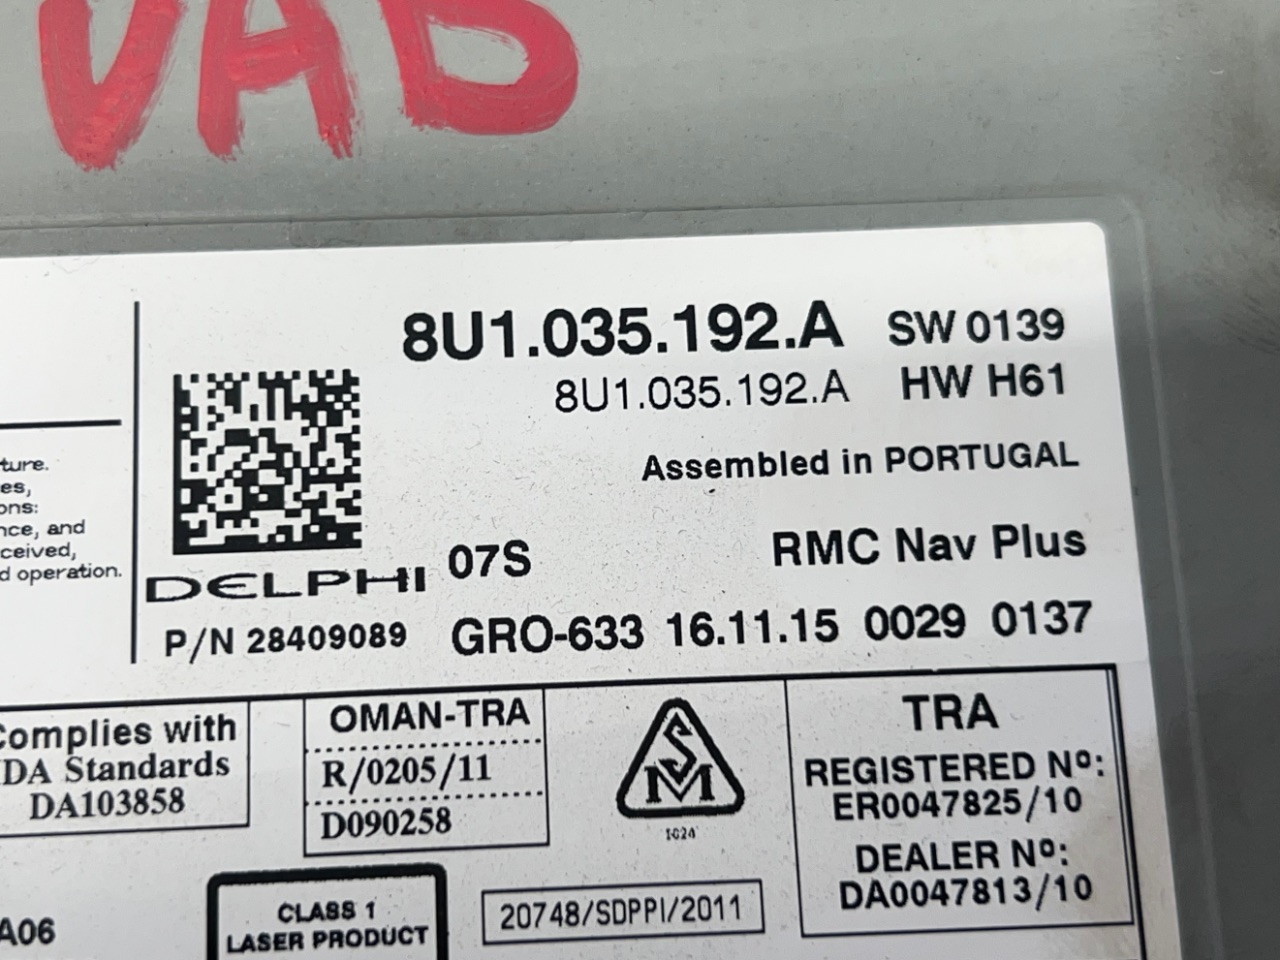 8U1.035.192.A SW 0139
8U1.035.192.A HW H61
Assembled in PORTUGAL
ture.
es,
ons:
nce, and
ceived,
d operation.
DELPHI 07S RMC Nav Plus
P/N 28409089 GRO-633 16.11.15 0029 0137
Complies with
IDA Standards
DA103858
OMAN-TRA
R/0205/11
D090258
SM
TRA
REGISTERED Nº:
ER0047825/10
DEALER Nº:
DA0047813/10
A06
CLASS 1
LASER PRODUCT
20748/SDPPI/2011